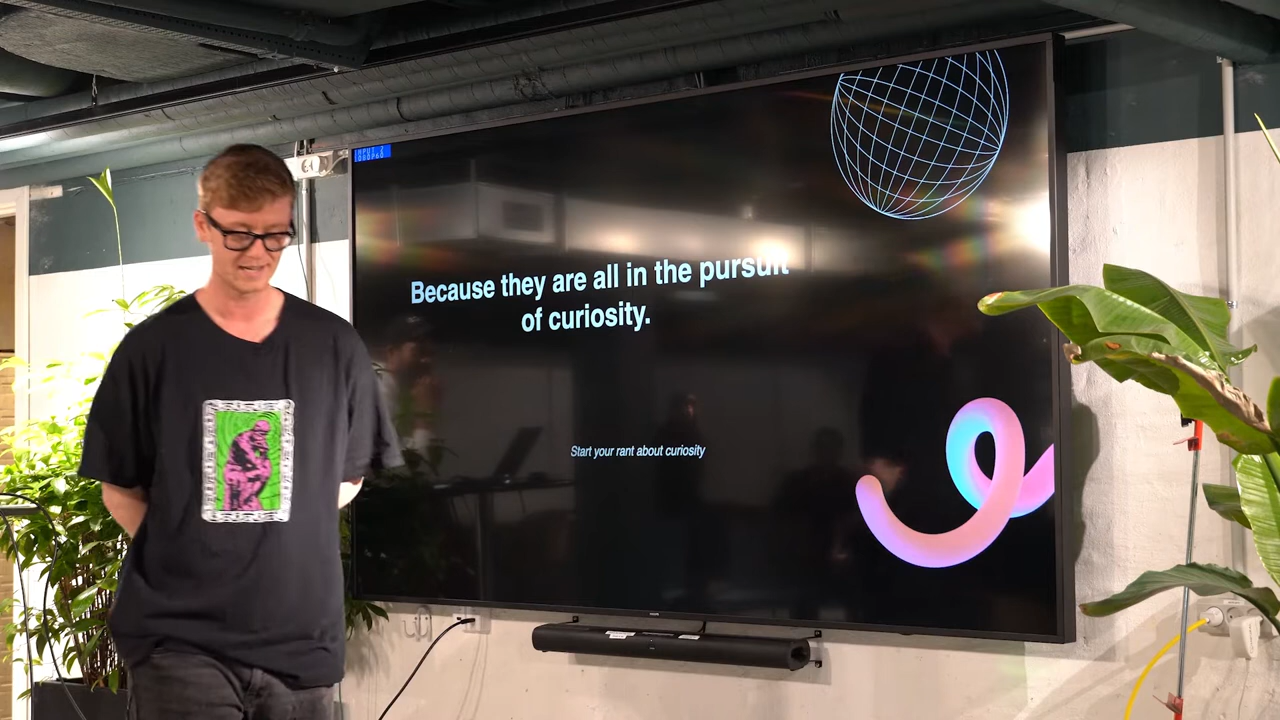 Because they are all in the pursuit
of curiosity.
Start your rant about curiosity